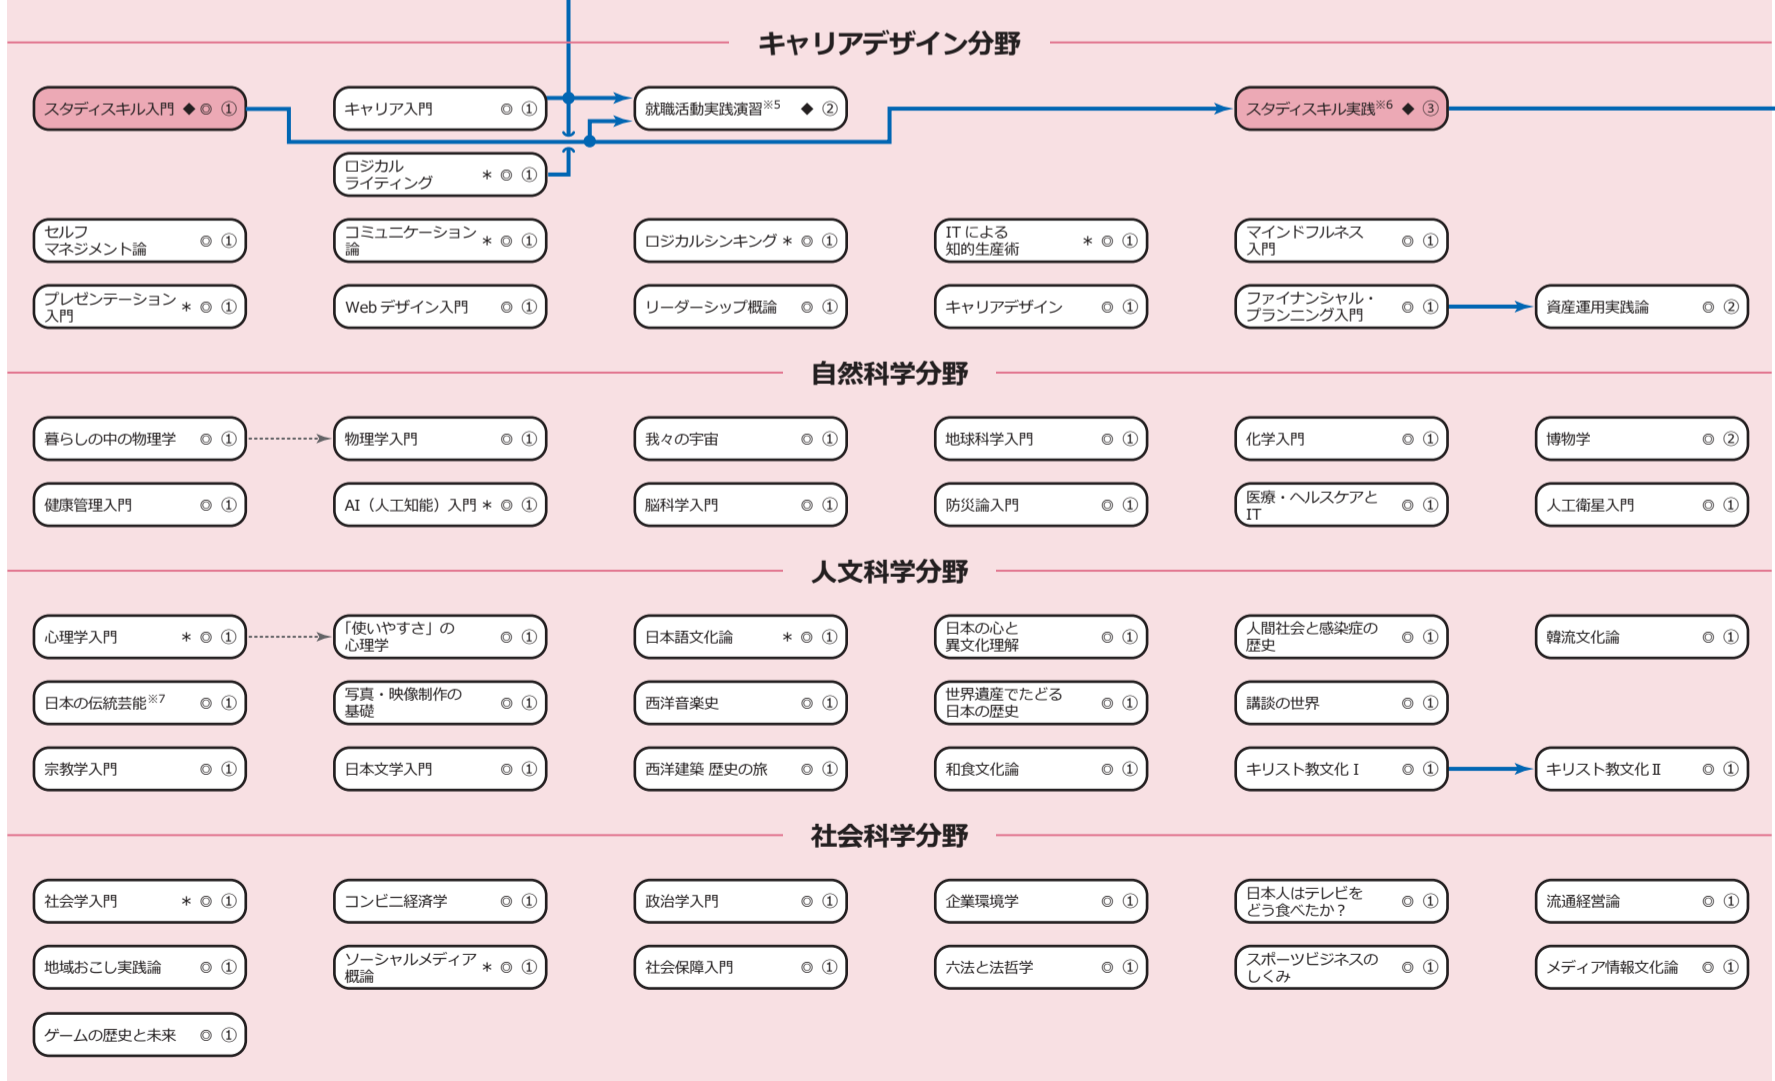 キャリアデザイン分野
スタディスキル入門 ◆ ◎ ①
キャリア入門 ◎ ①
就職活動実践演習※5 ◆ ②
スタディスキル実践※6 ◆ ③
ロジカル
ライティング ＊ ◎ ①
セルフ
マネジメント論 ◎ ①
コミュニケーション
論 ＊ ◎ ①
ロジカルシンキング ＊ ◎ ①
IT による
知的生産術 ＊ ◎ ①
マインドフルネス
入門 ◎ ①
プレゼンテーション
入門 ＊ ◎ ①
Web デザイン入門 ◎ ①
リーダーシップ概論 ◎ ①
キャリアデザイン ◎ ①
ファイナンシャル・
プランニング入門 ◎ ①
資産運用実践論 ◎ ②
自然科学分野
暮らしの中の物理学 ◎ ①
物理学入門 ◎ ①
我々の宇宙 ◎ ①
地球科学入門 ◎ ①
化学入門 ◎ ①
博物学 ◎ ②
健康管理入門 ◎ ①
AI（人工知能）入門 ＊ ◎ ①
脳科学入門 ◎ ①
防災論入門 ◎ ①
医療・ヘルスケアと
IT ◎ ①
人工衛星入門 ◎ ①
人文科学分野
心理学入門 ＊ ◎ ①
「使いやすさ」の
心理学 ◎ ①
日本語文化論 ＊ ◎ ①
日本の心と
異文化理解 ◎ ①
人間社会と感染症の
歴史 ◎ ①
韓流文化論 ◎ ①
日本の伝統芸能※7 ◎ ①
写真・映像制作の
基礎 ◎ ①
西洋音楽史 ◎ ①
世界遺産でたどる
日本の歴史 ◎ ①
講談の世界 ◎ ①
宗教学入門 ◎ ①
日本文学入門 ◎ ①
西洋建築 歴史の旅 ◎ ①
和食文化論 ◎ ①
キリスト教文化Ⅰ ◎ ①
キリスト教文化Ⅱ ◎ ①
社会科学分野
社会学入門 ＊ ◎ ①
コンビニ経済学 ◎ ①
政治学入門 ◎ ①
企業環境学 ◎ ①
日本人はテレビを
どう食べたか？ ◎ ①
流通経営論 ◎ ①
地域おこし実践論 ◎ ①
ソーシャルメディア
概論 ＊ ◎ ①
社会保障入門 ◎ ①
六法と法哲学 ◎ ①
スポーツビジネスの
しくみ ◎ ①
メディア情報文化論 ◎ ①
ゲームの歴史と未来 ◎ ①